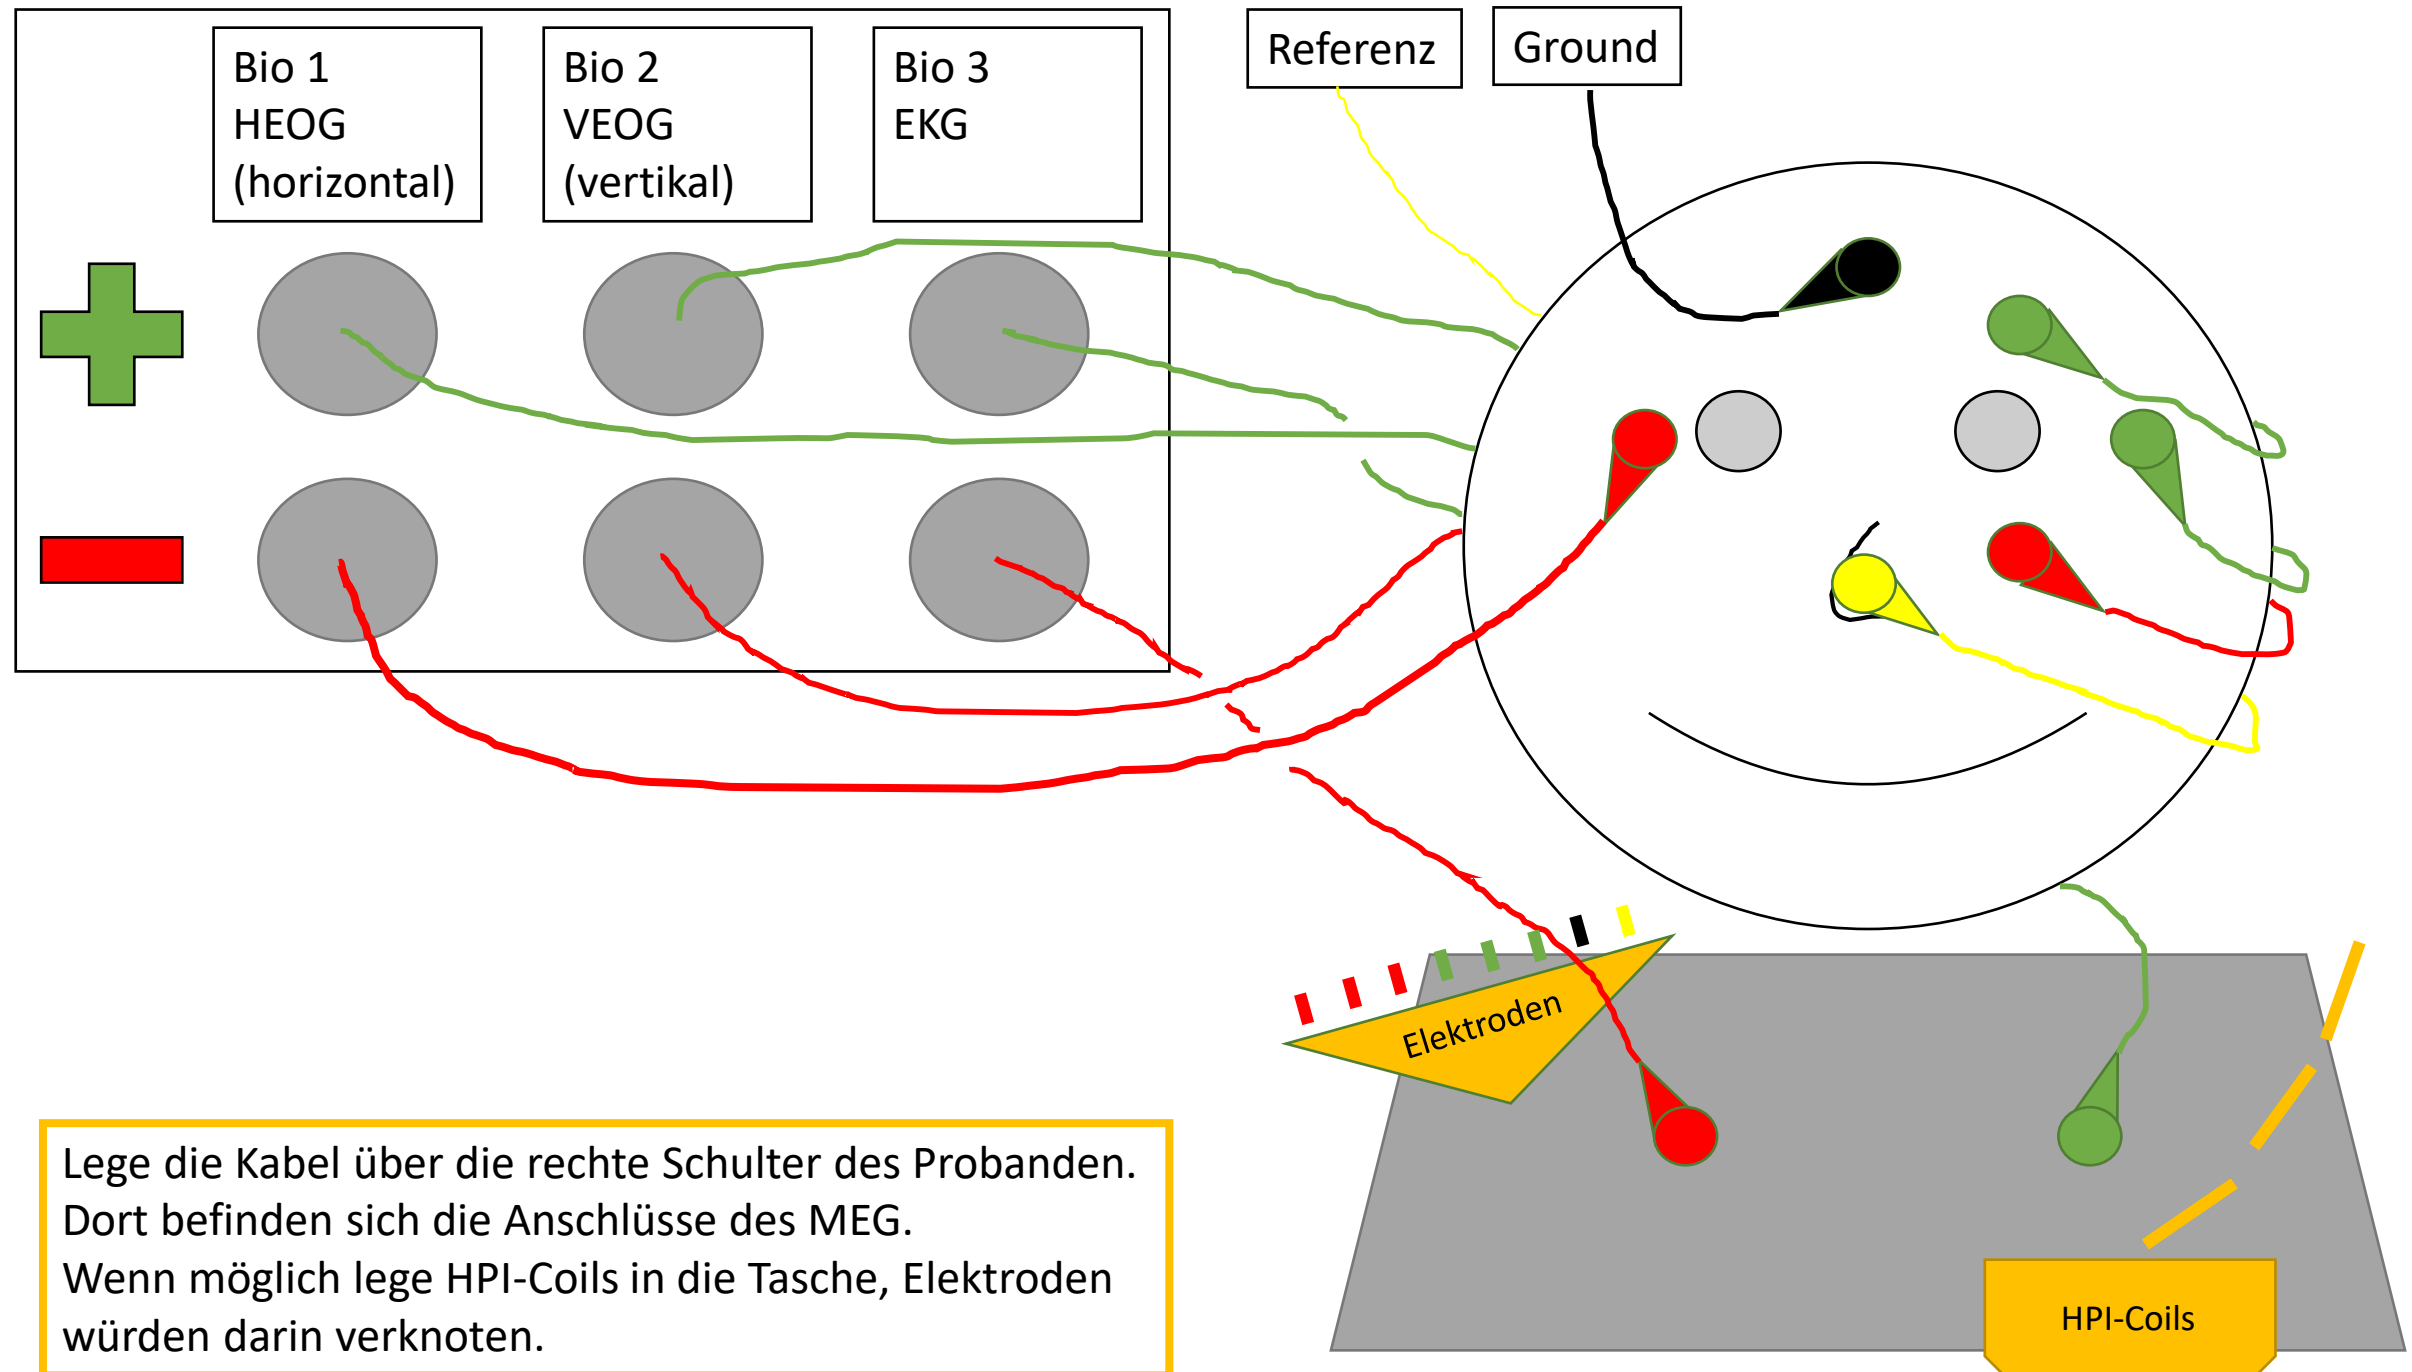 Bio 1
HEOG
(horizontal)
Bio 2
VEOG
(vertikal)
Bio 3
EKG
Referenz
Ground
Elektroden
HPI-Coils
Lege die Kabel über die rechte Schulter des Probanden.
Dort befinden sich die Anschlüsse des MEG.
Wenn möglich lege HPI-Coils in die Tasche, Elektroden
würden darin verknoten.